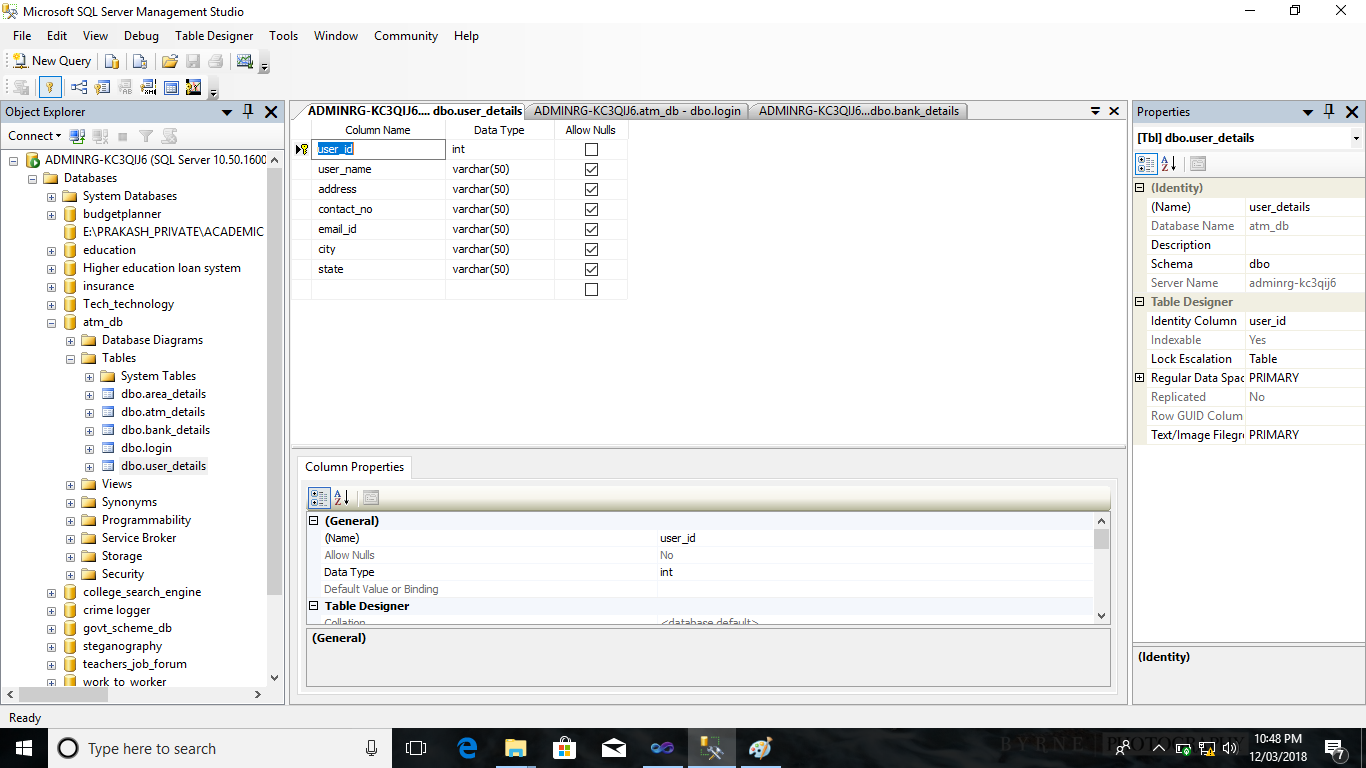 Microsoft SQL Server Management Studio
File Edit View Debug Table Designer Tools Window Community Help
New Query
Object Explorer
Connect
ADMINRG-KC3QIJ6 (SQL Server 10.50.1600
Databases
System Databases
budgetplanner
E:\PRAKASH_PRIVATE\ACADEMIC
education
Higher education loan system
insurance
Tech_technology
atm_db
Database Diagrams
Tables
System Tables
dbo.area_details
dbo.atm_details
dbo.bank_details
dbo.login
dbo.user_details
Views
Synonyms
Programmability
Service Broker
Storage
Security
college_search_engine
crime logger
govt_scheme_db
steganography
teachers_job_forum
work_to_worker
ADMINRG-KC3QIJ6.... dbo.user_details ADMINRG-KC3QIJ6.atm_db - dbo.login ADMINRG-KC3QIJ6...dbo.bank_details
Column Name Data Type Allow Nulls
user_id int
user_name varchar(50)
address varchar(50)
contact_no varchar(50)
email_id varchar(50)
city varchar(50)
state varchar(50)
Column Properties
(General)
(Name) user_id
Allow Nulls No
Data Type int
Default Value or Binding
Table Designer
Collation <database default>
(General)
Properties
[Tbl] dbo.user_details
(Identity)
(Name) user_details
Database Name atm_db
Description
Schema dbo
Server Name adminrg-kc3qij6
Table Designer
Identity Column user_id
Indexable Yes
Lock Escalation Table
Regular Data Spac PRIMARY
Replicated No
Row GUID Colum
Text/Image Filegr PRIMARY
(Identity)
Ready
Type here to search
BYRNE PHOTOGRAPHY
10:48 PM
12/03/2018
7